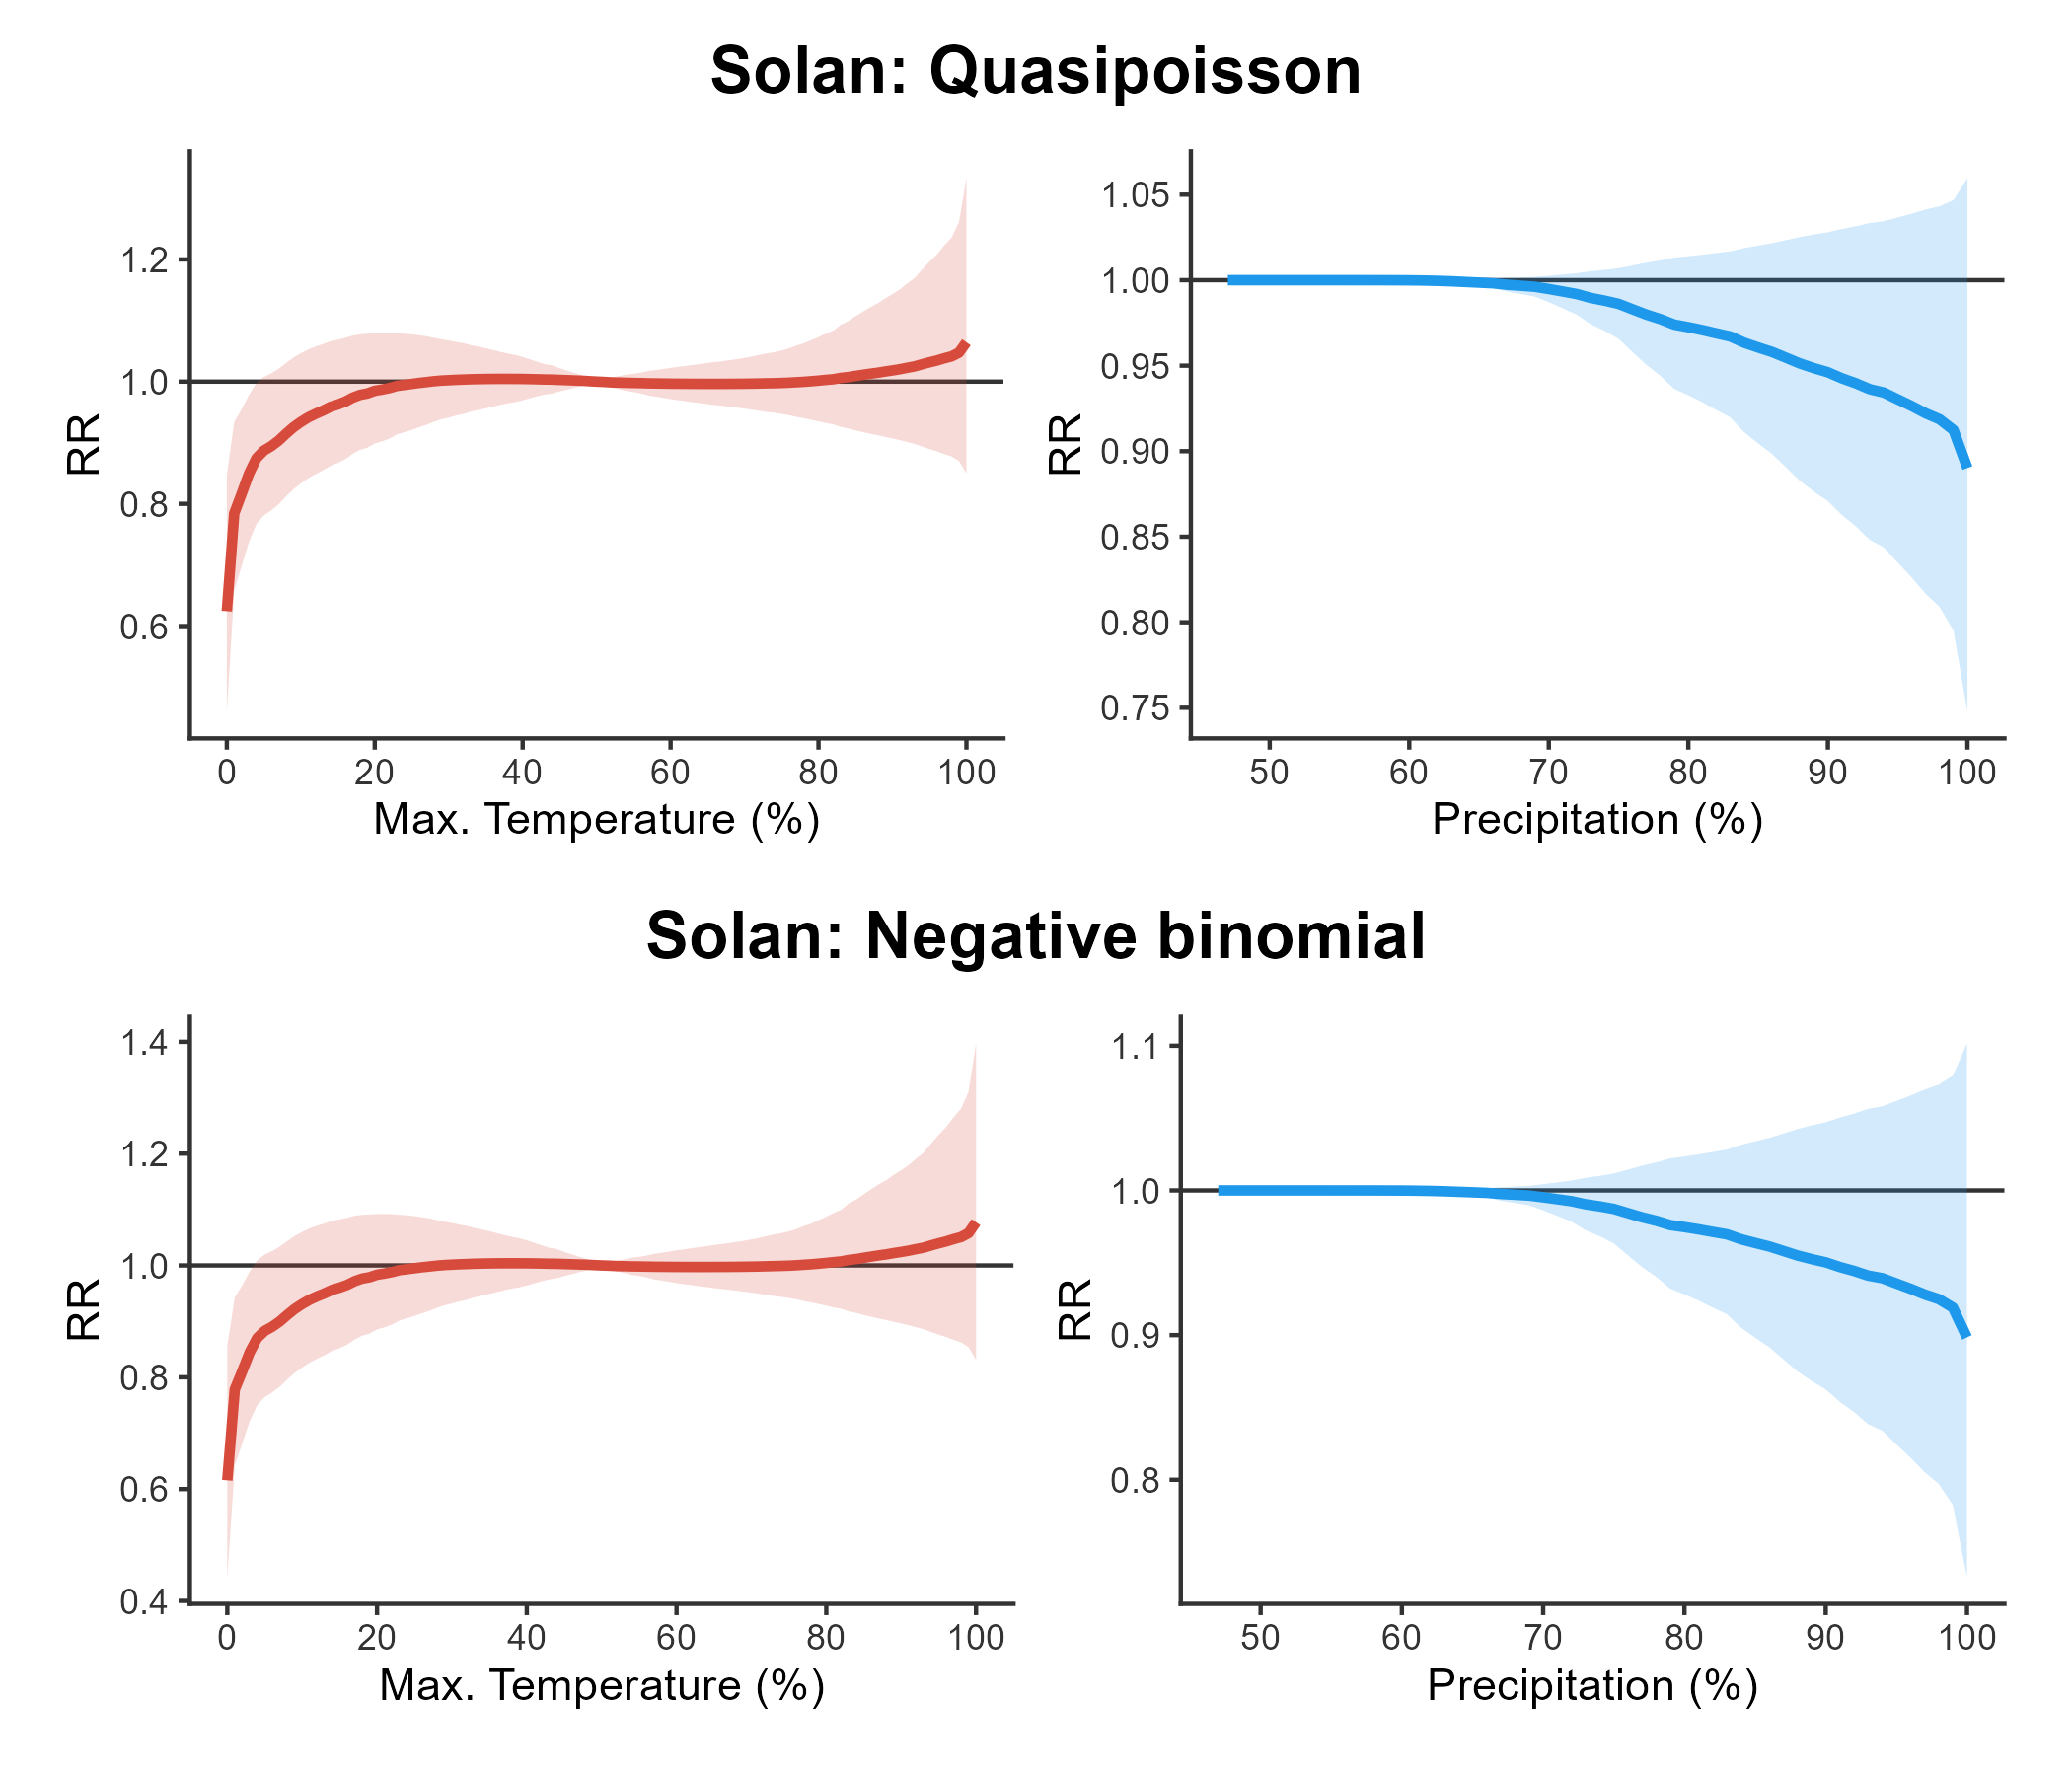 Solan: Quasipoisson
1.2
1.0
0.8
0.6
RR
0 20 40 60 80 100
Max. Temperature (%)
1.05
1.00
0.95
0.90
0.85
0.80
0.75
RR
50 60 70 80 90 100
Precipitation (%)
Solan: Negative binomial
1.4
1.2
1.0
0.8
0.6
0.4
RR
0 20 40 60 80 100
Max. Temperature (%)
1.1
1.0
0.9
0.8
RR
50 60 70 80 90 100
Precipitation (%)